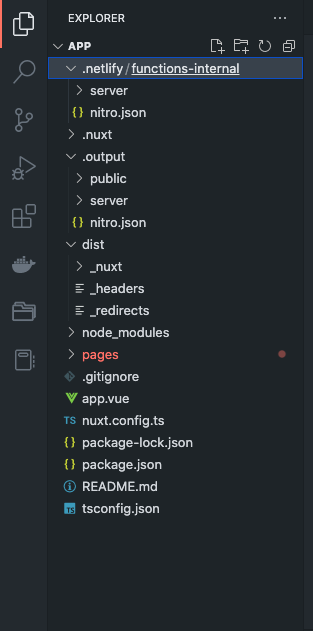 EXPLORER
APP
.netlify / functions-internal
server
{} nitro.json
.nuxt
.output
public
server
{} nitro.json
dist
_nuxt
_headers
_redirects
node_modules
pages
.gitignore
app.vue
TS nuxt.config.ts
{} package-lock.json
{} package.json
README.md
TS tsconfig.json